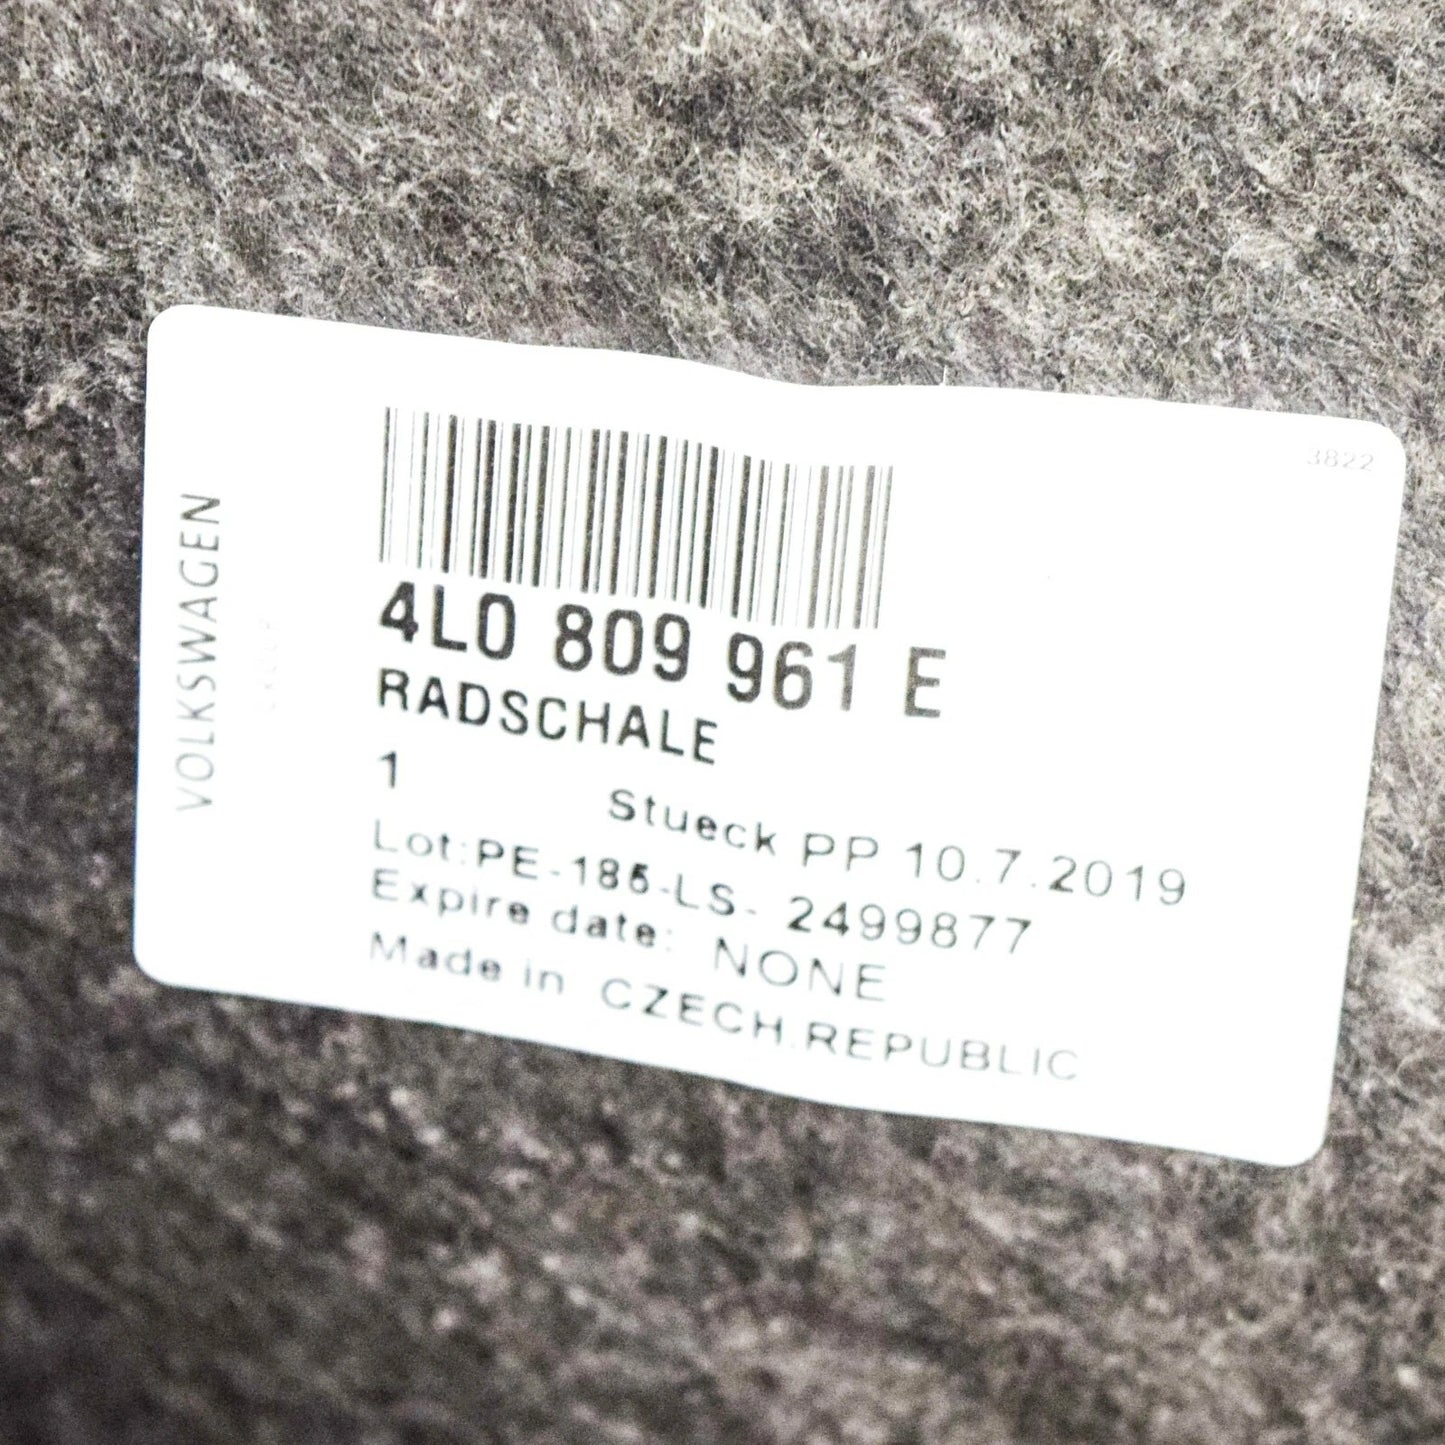 3822
VOLKSWAGEN
4L0 809 961 E
RADSCHALE
1 Stueck PP 10.7.2019
Lot:PE-185-LS- 2499877
Expire date: NONE
Made in CZECH.REPUBLIC